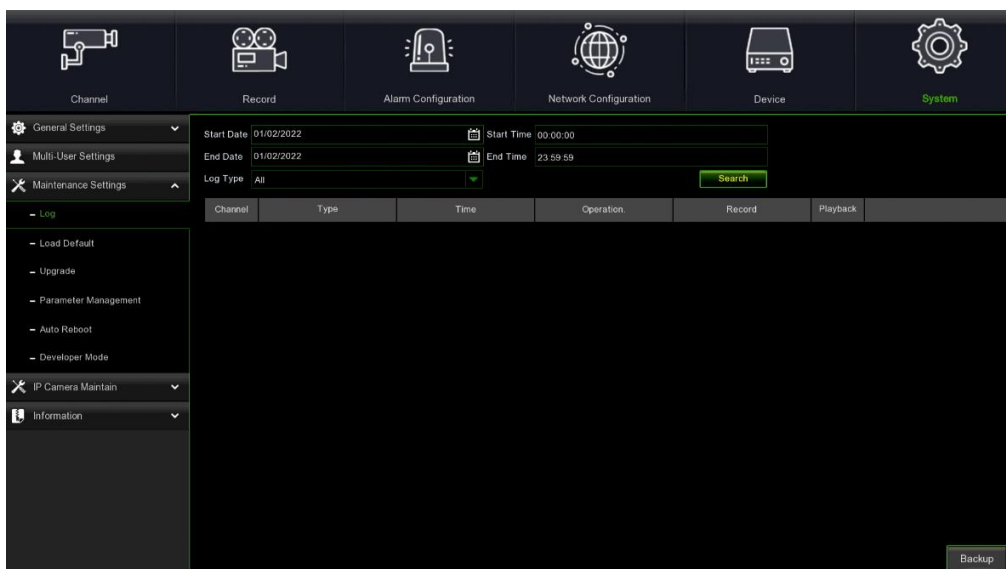 Channel Record Alarm Configuration Network Configuration Device System
General Settings
Multi-User Settings
Maintenance Settings
Log
Load Default
Upgrade
Parameter Management
Auto Reboot
Developer Mode
IP Camera Maintain
Information
Start Date 01/02/2022 Start Time 00:00:00
End Date 01/02/2022 End Time 23:59:59
Log Type All Search
Channel Type Time Operation. Record Playback
Backup